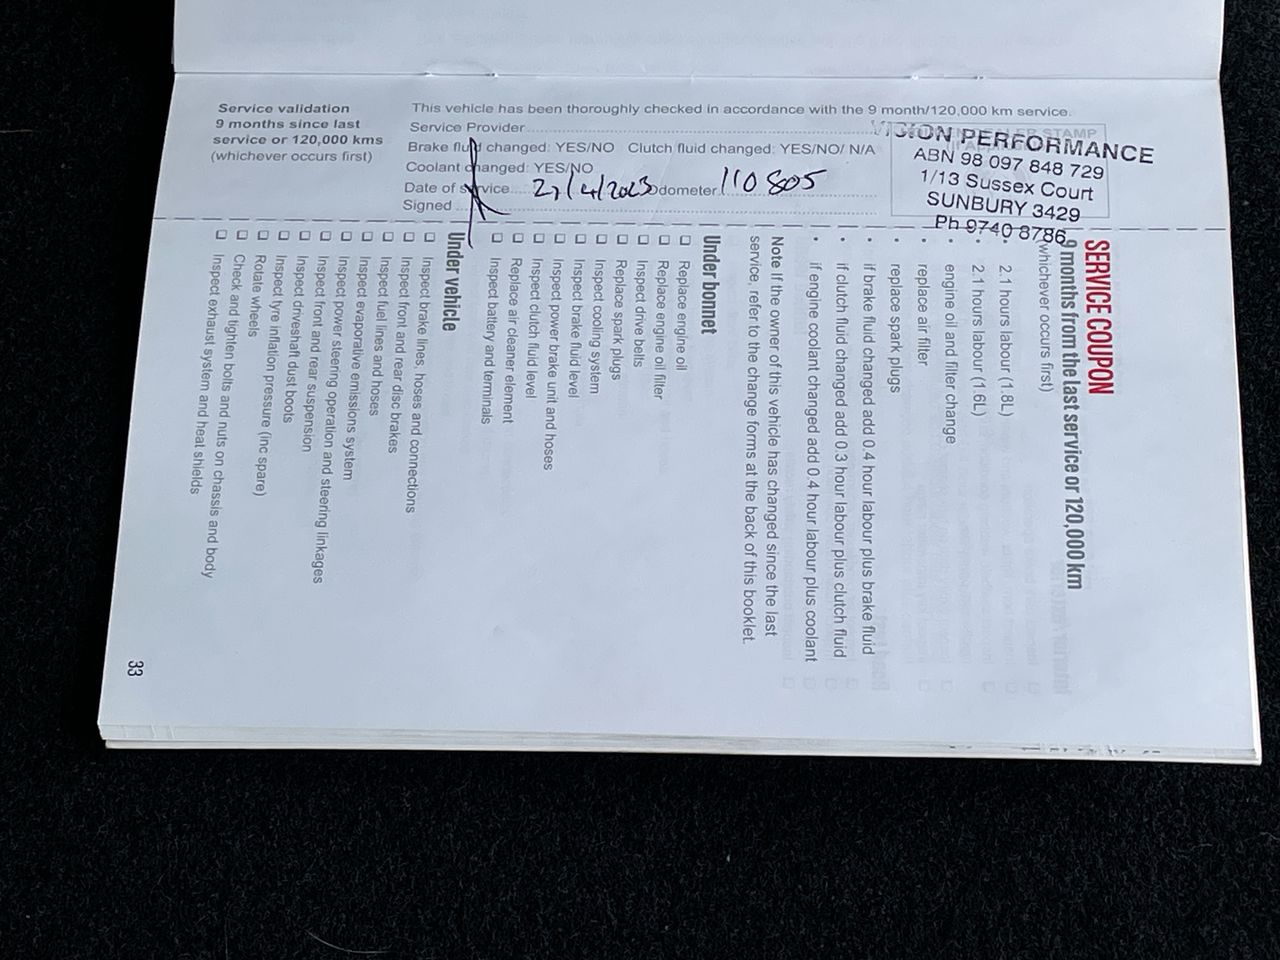 Service validation
9 months since last
service or 120,000 kms
(whichever occurs first)
This vehicle has been thoroughly checked in accordance with the 9 month/120,000 km service.
Service Provider
Brake fluid changed: YES/NO Clutch fluid changed: YES/NO/ N/A
Coolant changed: YES/NO
Date of service 27/4/2023 Odometer 110 805
Signed
VISION PERFORMANCE
ABN 98 097 848 729
1/13 Sussex Court
SUNBURY 3429
Ph 9740 8786
SERVICE COUPON
9 months from the last service or 120,000 km
(whichever occurs first)
• 2.1 hours labour (1.8L)
• 2.1 hours labour (1.6L)
• engine oil and filter change
• replace air filter
• replace spark plugs
• if brake fluid changed add 0.4 hour labour plus brake fluid
• if clutch fluid changed add 0.3 hour labour plus clutch fluid
• if engine coolant changed add 0.4 hour labour plus coolant
Note If the owner of this vehicle has changed since the last
service, refer to the change forms at the back of this booklet.
Under bonnet
Replace engine oil
Replace engine oil filter
Inspect drive belts
Replace spark plugs
Inspect cooling system
Inspect brake fluid level
Inspect power brake unit and hoses
Inspect clutch fluid level
Replace air cleaner element
Inspect battery and terminals
Under vehicle
Inspect brake lines, hoses and connections
Inspect front and rear disc brakes
Inspect fuel lines and hoses
Inspect evaporative emissions system
Inspect power steering operation and steering linkages
Inspect front and rear suspension
Inspect driveshaft dust boots
Inspect tyre inflation pressure (inc spare)
Rotate wheels
Check and tighten bolts and nuts on chassis and body
Inspect exhaust system and heat shields
33